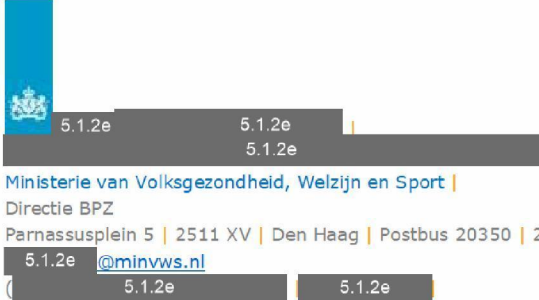 5.1.2e 5.1.2e |
5.1.2e
Ministerie van Volksgezondheid, Welzijn en Sport |
Directie BPZ
Parnassusplein 5 | 2511 XV | Den Haag | Postbus 20350 | 2
5.1.2e @minvws.nl
( 5.1.2e | 5.1.2e |